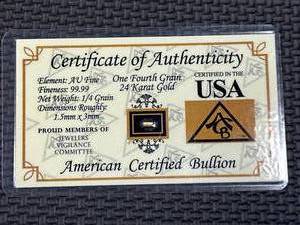 Certificate of Authenticity
Element: AU Fine
Fineness: 99.99
Net Weight: 1/4 Grain
Dimensions Roughly:
1.5mm x 3mm
PROUD MEMBERS OF
JEWELERS
VIGILANCE
COMMITTEE
One Fourth Grain
24 Karat Gold
CERTIFIED IN THE
USA
ACB
American Certified Bullion